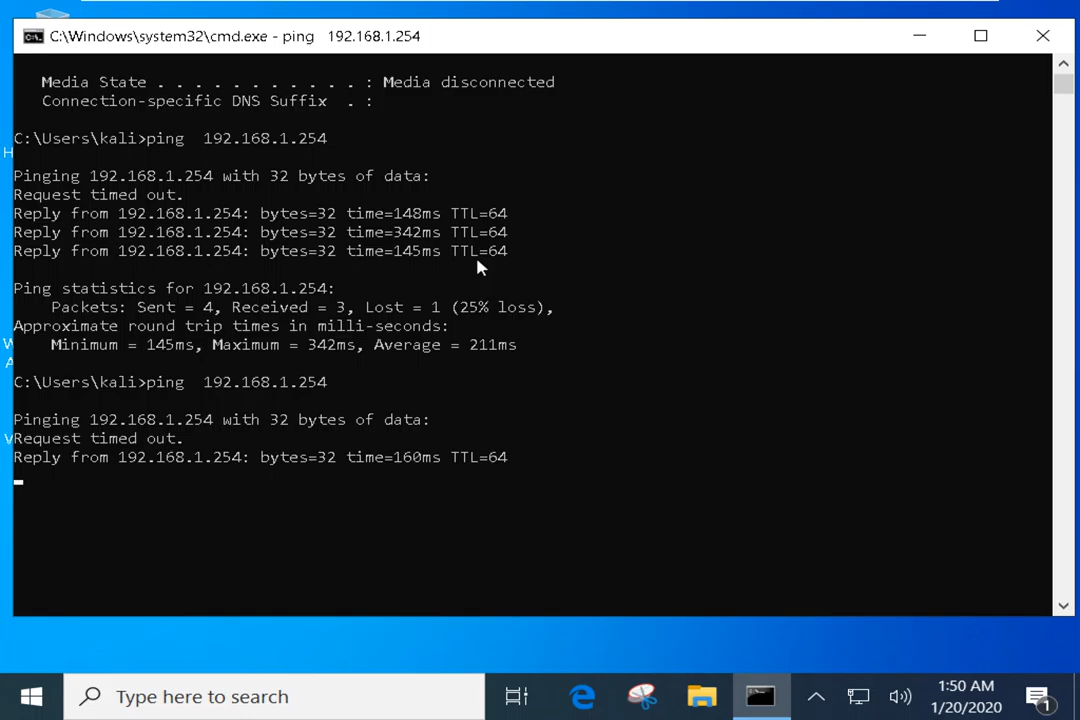 C:\Windows\system32\cmd.exe - ping   192.168.1.254
Media State . . . . . . . . . . . : Media disconnected
Connection-specific DNS Suffix  . :
C:\Users\kali>ping  192.168.1.254
Pinging 192.168.1.254 with 32 bytes of data:
Request timed out.
Reply from 192.168.1.254: bytes=32 time=148ms TTL=64
Reply from 192.168.1.254: bytes=32 time=342ms TTL=64
Reply from 192.168.1.254: bytes=32 time=145ms TTL=64
Ping statistics for 192.168.1.254:
Packets: Sent = 4, Received = 3, Lost = 1 (25% loss),
Approximate round trip times in milli-seconds:
Minimum = 145ms, Maximum = 342ms, Average = 211ms
C:\Users\kali>ping  192.168.1.254
Pinging 192.168.1.254 with 32 bytes of data:
Request timed out.
Reply from 192.168.1.254: bytes=32 time=160ms TTL=64
Type here to search
1:50 AM
1/20/2020
1